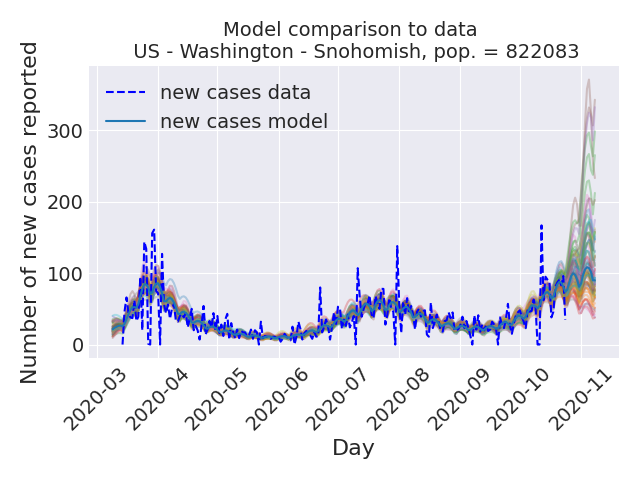 Model comparison to data
US - Washington - Snohomish, pop. = 822083
Number of new cases reported
new cases data
new cases model
300
200
100
0
2020-03
2020-04
2020-05
2020-06
2020-07
2020-08
2020-09
2020-10
2020-11
Day